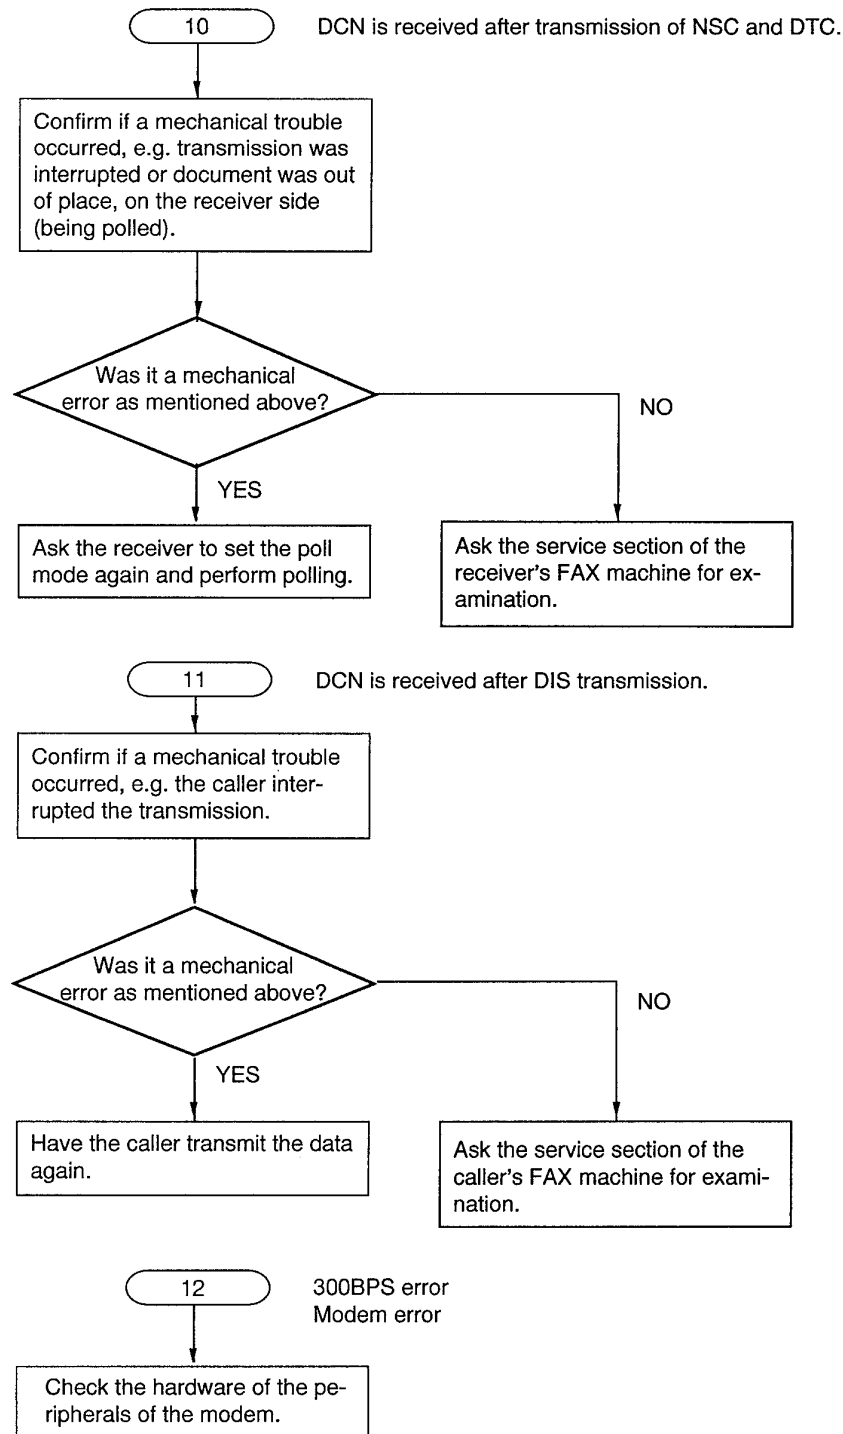 10
DCN is received after transmission of NSC and DTC.
Confirm if a mechanical trouble
occurred, e.g. transmission was
interrupted or document was out
of place, on the receiver side
(being polled).
Was it a mechanical
error as mentioned above?
NO
YES
Ask the receiver to set the poll
mode again and perform polling.
Ask the service section of the
receiver's FAX machine for ex-
amination.
11
DCN is received after DIS transmission.
Confirm if a mechanical trouble
occurred, e.g. the caller inter-
rupted the transmission.
Was it a mechanical
error as mentioned above?
NO
YES
Have the caller transmit the data
again.
Ask the service section of the
caller's FAX machine for exami-
nation.
12
300BPS error
Modem error
Check the hardware of the pe-
ripherals of the modem.